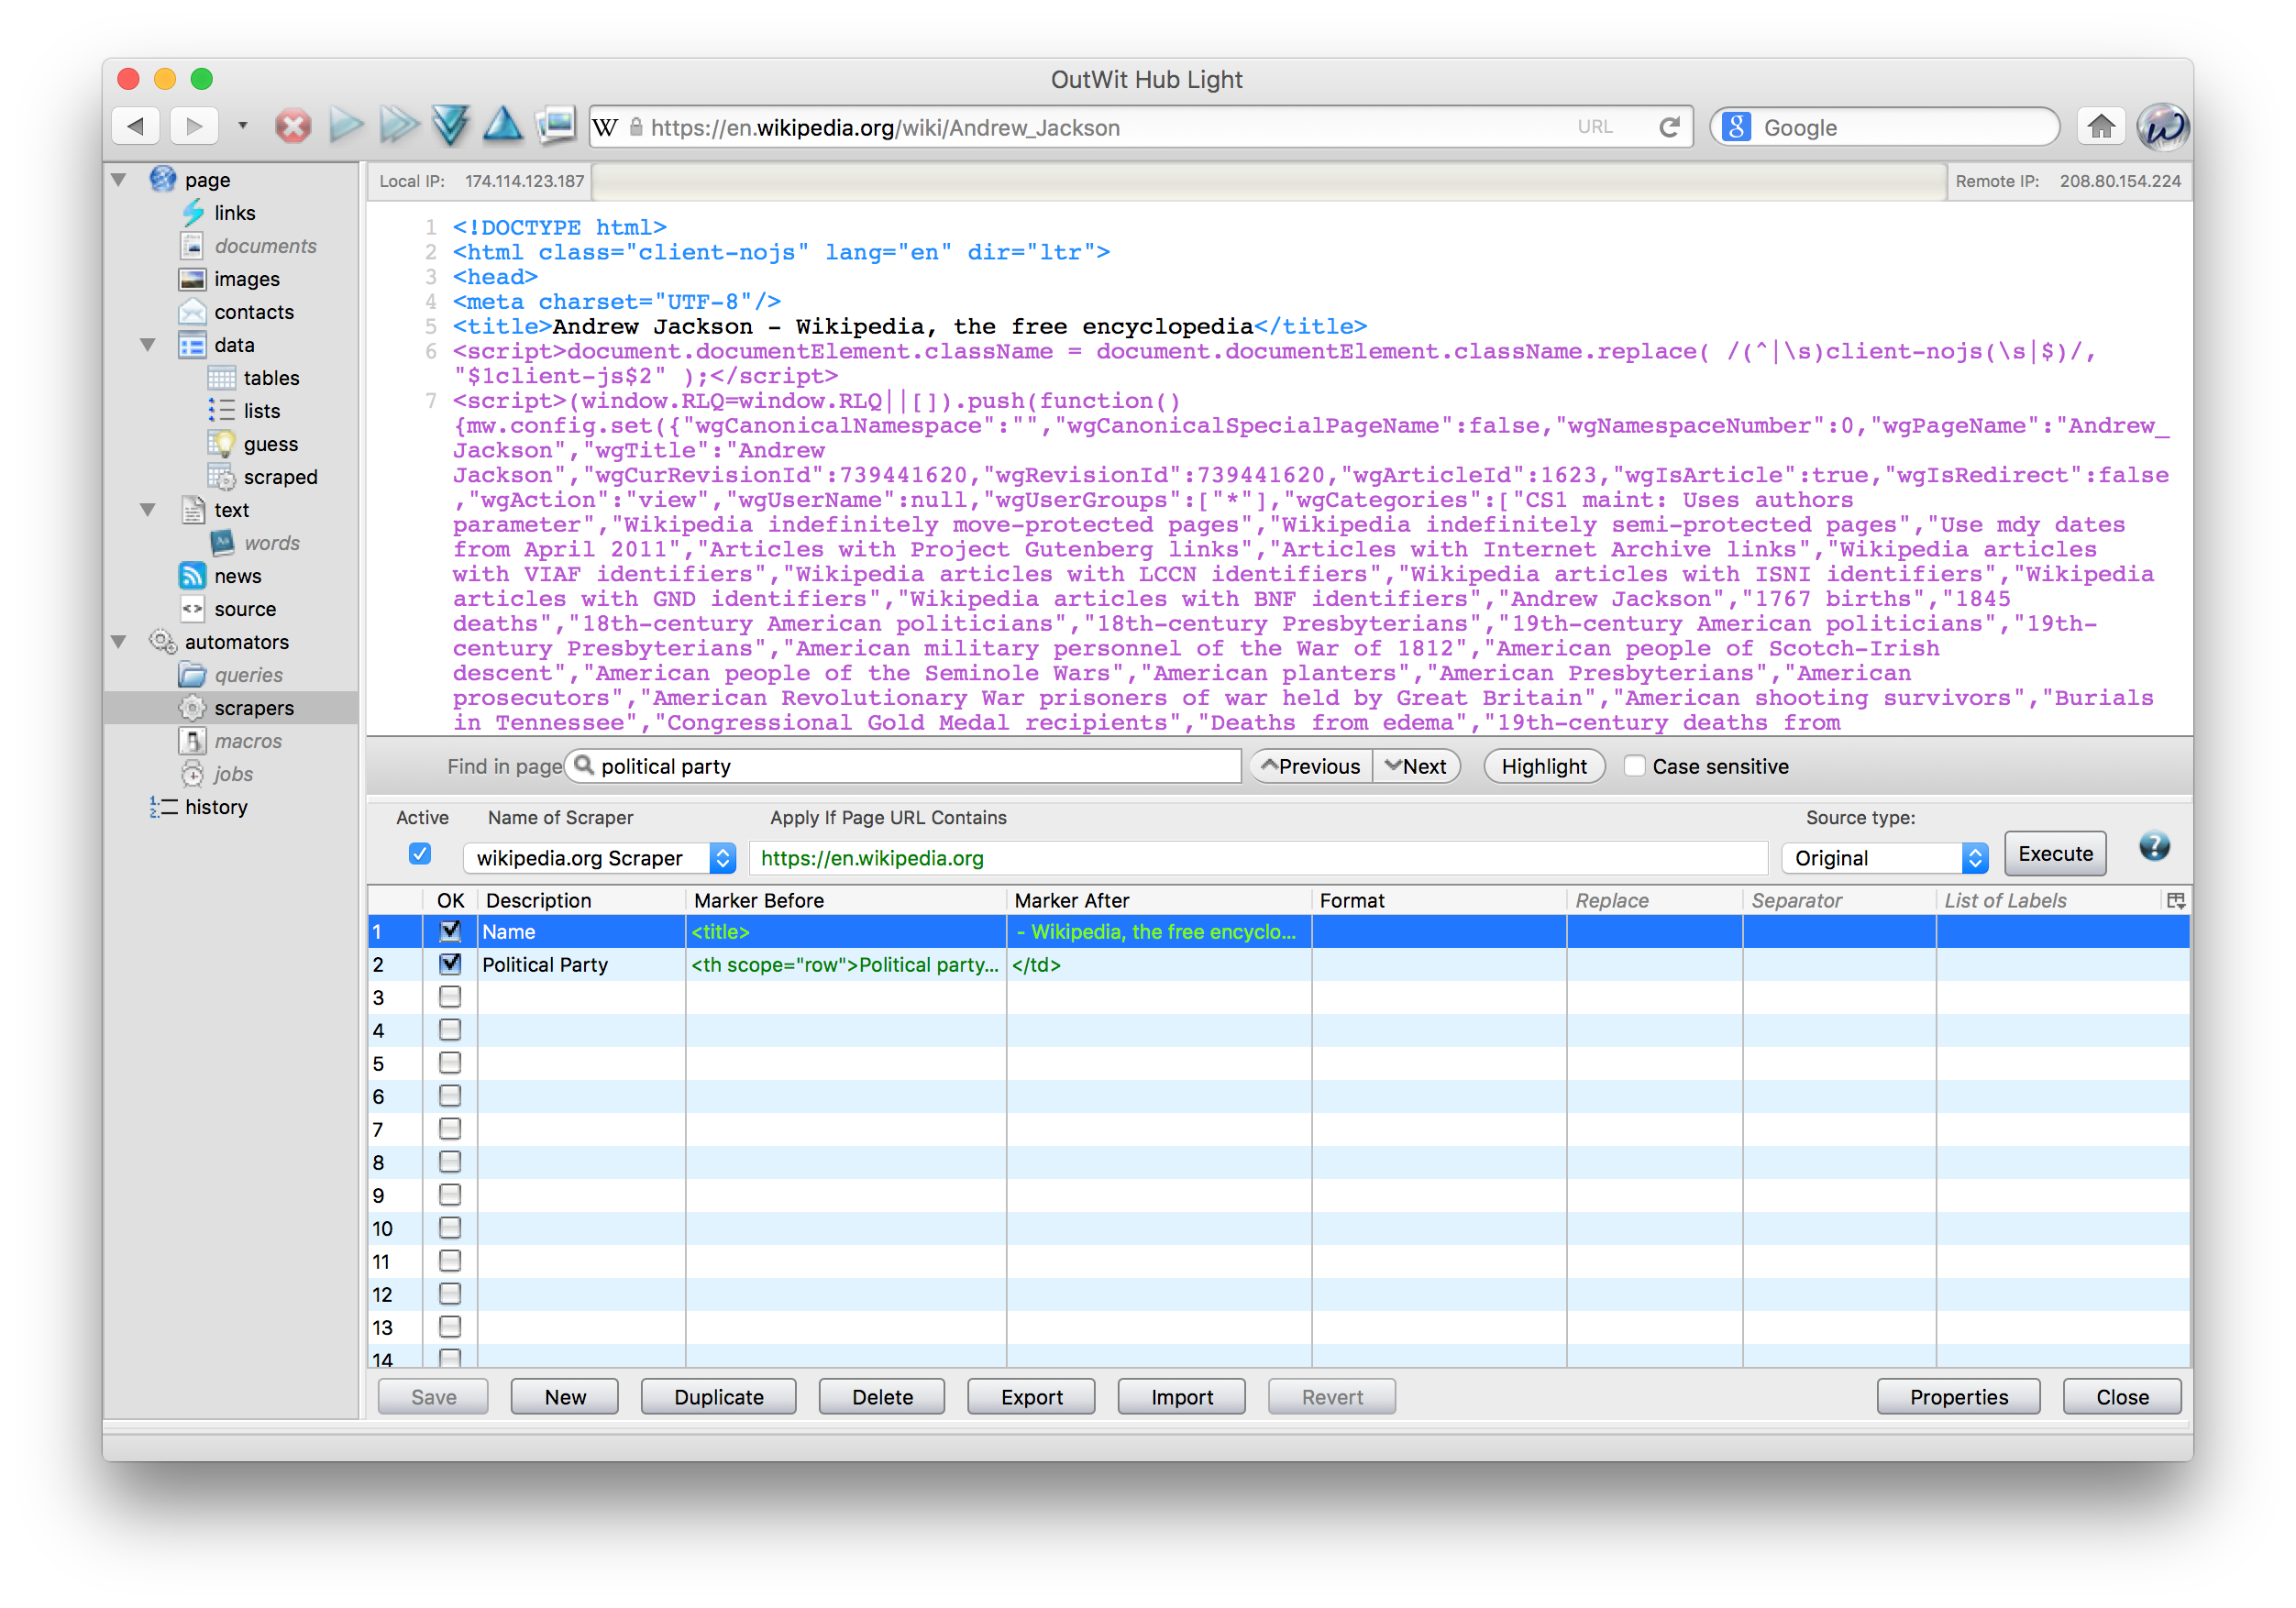 OutWit Hub Light
W https://en.wikipedia.org/wiki/Andrew_Jackson URL
g Google
page
links
documents
images
contacts
data
tables
lists
guess
scraped
text
words
news
source
automators
queries
scrapers
macros
jobs
history
Local IP: 174.114.123.187
Remote IP: 208.80.154.224
1 <!DOCTYPE html>
2 <html class="client-nojs" lang="en" dir="ltr">
3 <head>
4 <meta charset="UTF-8"/>
5 <title>Andrew Jackson - Wikipedia, the free encyclopedia</title>
6 <script>document.documentElement.className = document.documentElement.className.replace( /(^|\s)client-nojs(\s|$)/,
"$1client-js$2" );</script>
7 <script>(window.RLQ=window.RLQ||[]).push(function()
{mw.config.set({"wgCanonicalNamespace":"","wgCanonicalSpecialPageName":false,"wgNamespaceNumber":0,"wgPageName":"Andrew_
Jackson","wgTitle":"Andrew
Jackson","wgCurRevisionId":739441620,"wgRevisionId":739441620,"wgArticleId":1623,"wgIsArticle":true,"wgIsRedirect":false
,"wgAction":"view","wgUserName":null,"wgUserGroups":["*"],"wgCategories":["CS1 maint: Uses authors
parameter","Wikipedia indefinitely move-protected pages","Wikipedia indefinitely semi-protected pages","Use mdy dates
from April 2011","Articles with Project Gutenberg links","Articles with Internet Archive links","Wikipedia articles
with VIAF identifiers","Wikipedia articles with LCCN identifiers","Wikipedia articles with ISNI identifiers","Wikipedia
articles with GND identifiers","Wikipedia articles with BNF identifiers","Andrew Jackson","1767 births","1845
deaths","18th-century American politicians","18th-century Presbyterians","19th-century American politicians","19th-
century Presbyterians","American military personnel of the War of 1812","American people of Scotch-Irish
descent","American people of the Seminole Wars","American planters","American Presbyterians","American
prosecutors","American Revolutionary War prisoners of war held by Great Britain","American shooting survivors","Burials
in Tennessee","Congressional Gold Medal recipients","Deaths from edema","19th-century deaths from
Find in page political party Previous Next Highlight Case sensitive
Active Name of Scraper Apply If Page URL Contains Source type:
wikipedia.org Scraper https://en.wikipedia.org Original Execute ?
OK Description Marker Before Marker After Format Replace Separator List of Labels
1 Name <title> - Wikipedia, the free encyclo...
2 Political Party <th scope="row">Political party... </td>
3
4
5
6
7
8
9
10
11
12
13
14
Save New Duplicate Delete Export Import Revert Properties Close